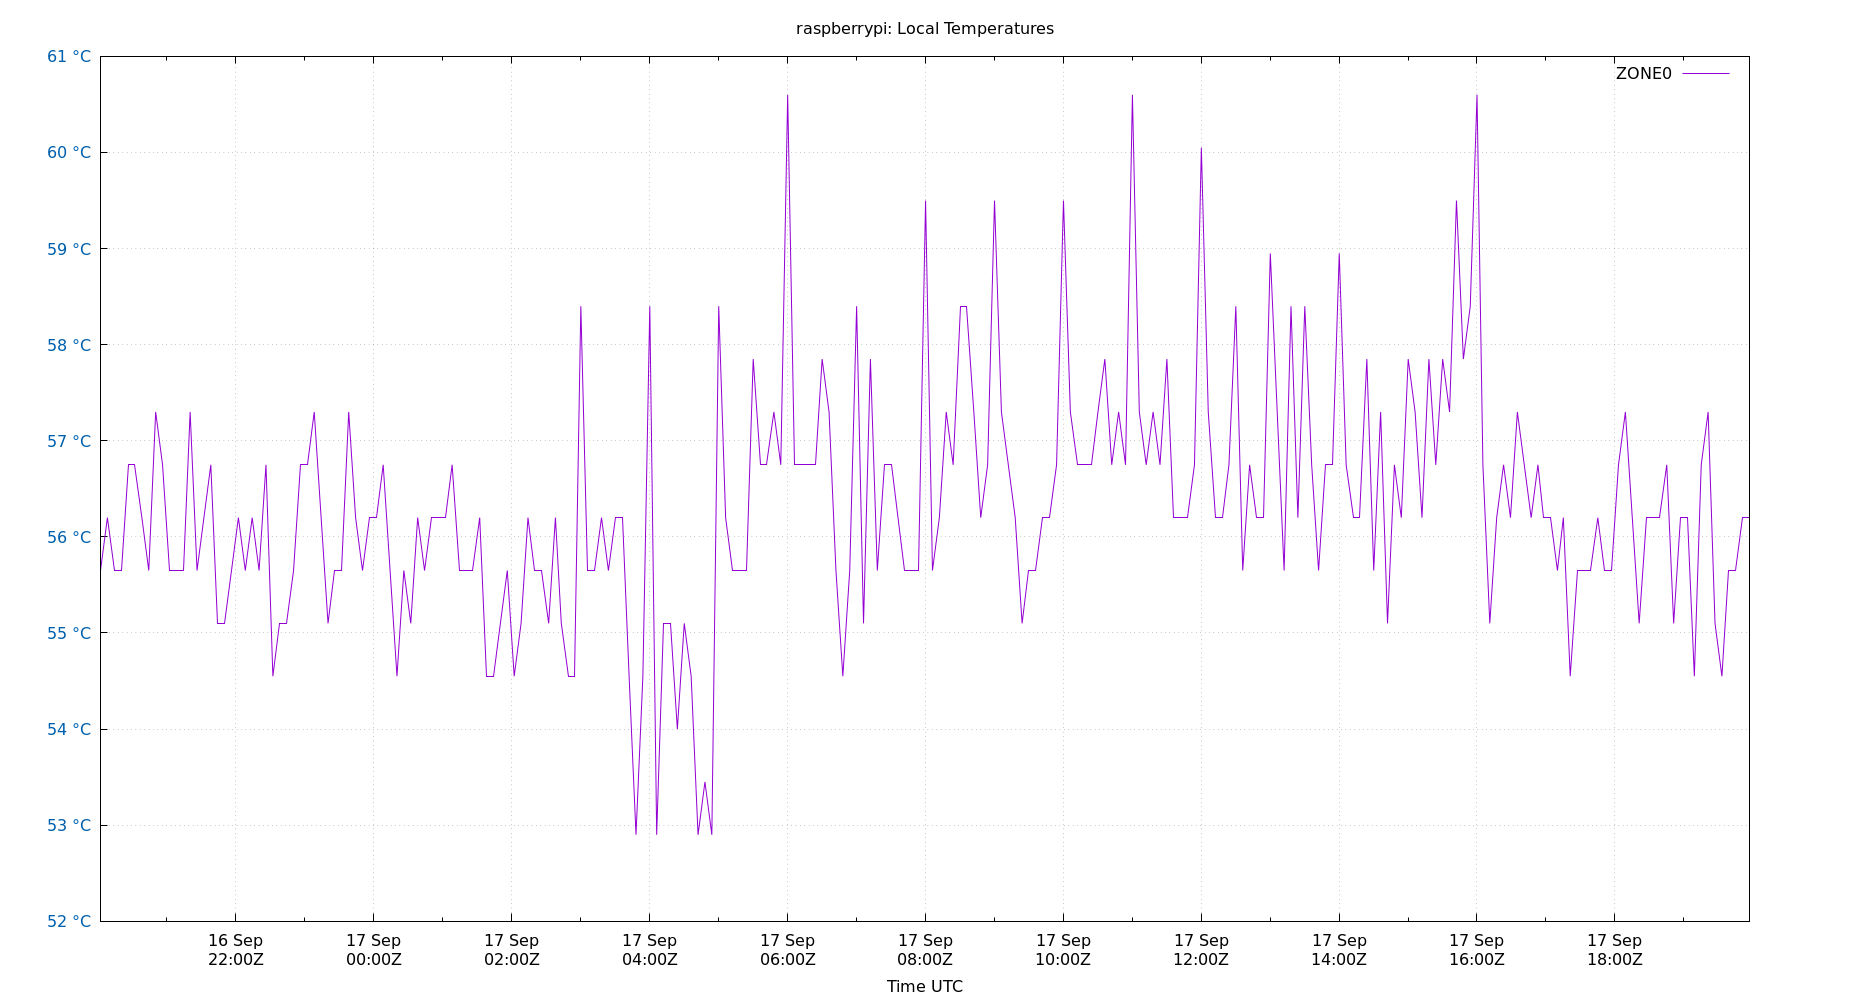 raspberrypi: Local Temperatures
61 °C
ZONE0
60 °C
59 °C
58 °C
57 °C
56 °C
55 °C
54 °C
53 °C
52 °C
16 Sep 17 Sep 17 Sep 17 Sep 17 Sep 17 Sep 17 Sep 17 Sep 17 Sep 17 Sep 17 Sep
22:00Z 00:00Z 02:00Z 04:00Z 06:00Z 08:00Z 10:00Z 12:00Z 14:00Z 16:00Z 18:00Z
Time UTC